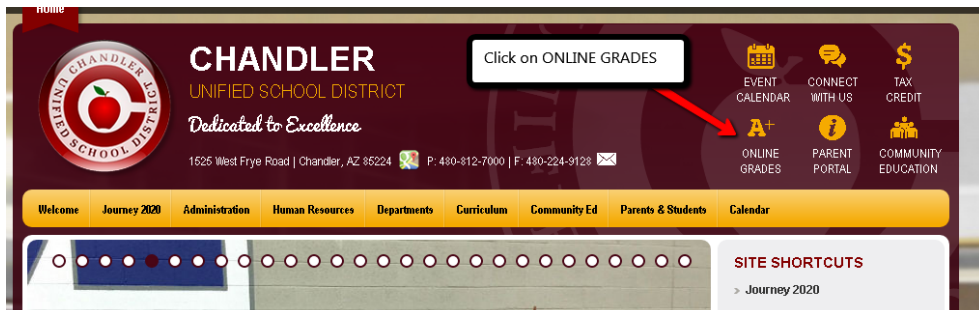 Home
CHANDLER UNIFIED SCHOOL DISTRICT
CHANDLER
UNIFIED SCHOOL DISTRICT
Dedicated to Excellence
1525 West Frye Road | Chandler, AZ 85224 P: 480-812-7000 | F: 480-224-9128
Click on ONLINE GRADES
EVENT
CALENDAR
CONNECT
WITH US
$
TAX
CREDIT
A+
ONLINE
GRADES
i
PARENT
PORTAL
COMMUNITY
EDUCATION
Welcome Journey 2020 Administration Human Resources Departments Curriculum Community Ed Parents & Students Calendar
SITE SHORTCUTS
» Journey 2020